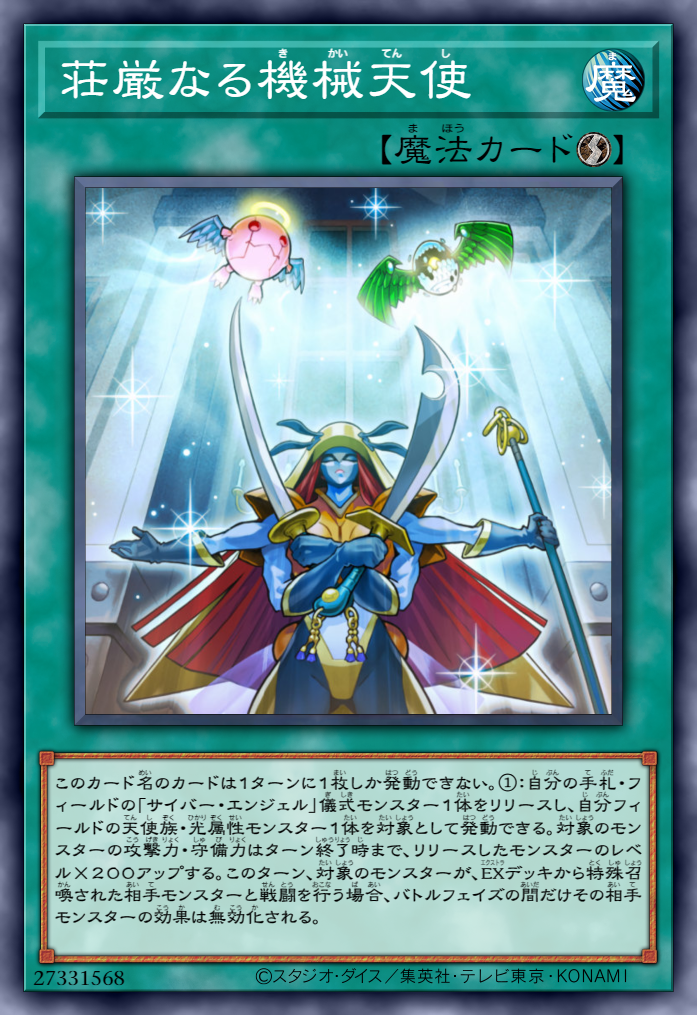 荘厳なる機械天使
魔
【魔法カード】
このカード名のカードは1ターンに1枚しか発動できない。①:自分の手札・フ
ィールドの「サイバー・エンジェル」儀式モンスター1体をリリースし、自分フィ
ールドの天使族・光属性モンスター1体を対象として発動できる。対象のモン
スターの攻撃力・守備力はターン終了時まで、リリースしたモンスターのレベ
ル×200アップする。このターン、対象のモンスターが、EXデッキから特殊召
喚された相手モンスターと戦闘を行う場合、バトルフェイズの間だけその相手
モンスターの効果は無効化される。
27331568
©スタジオ・ダイス/集英社・テレビ東京・KONAMI